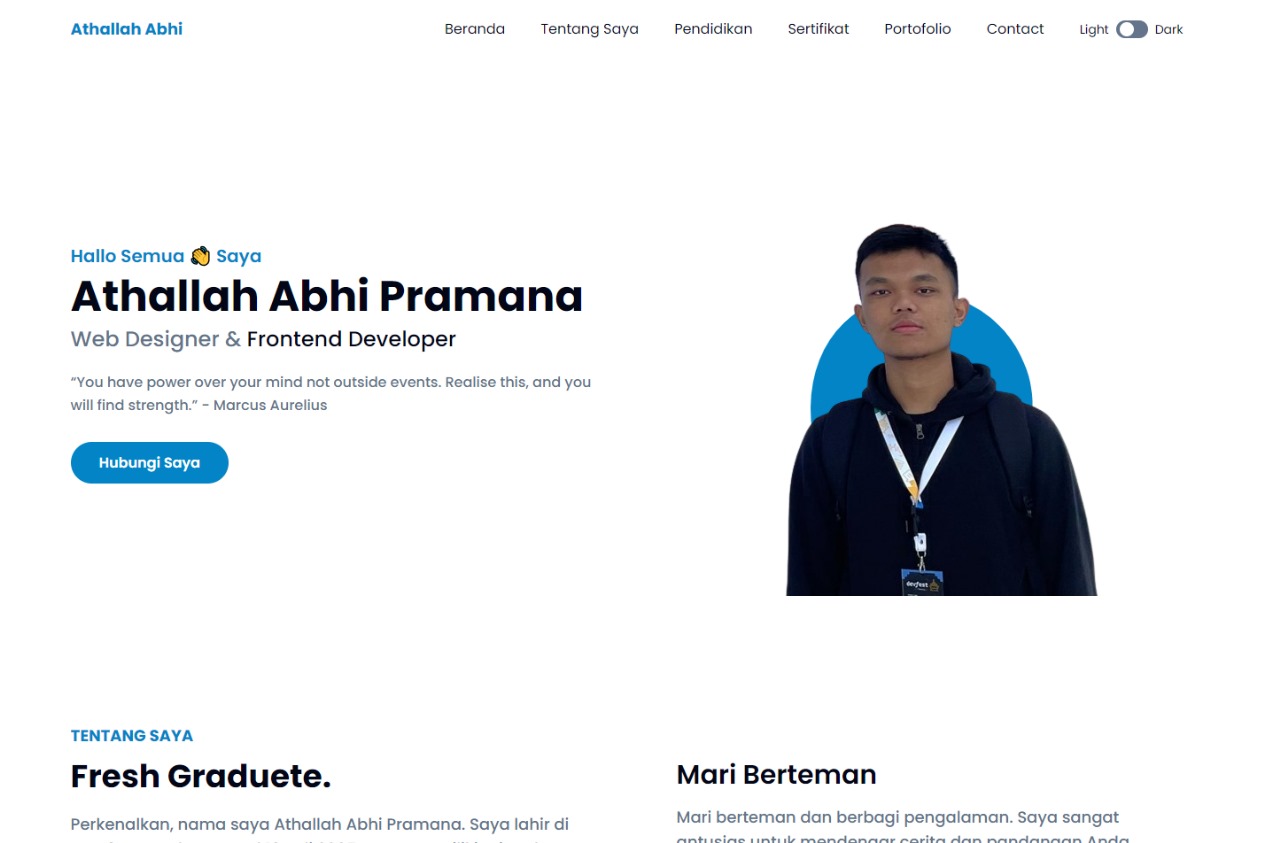 Athallah Abhi
Beranda
Tentang Saya
Pendidikan
Sertifikat
Portofolio
Contact
Light
Dark
Hallo Semua 👏 Saya
Athallah Abhi Pramana
Web Designer & Frontend Developer
“You have power over your mind not outside events. Realise this, and you
will find strength.” - Marcus Aurelius
Hubungi Saya
devfest
TENTANG SAYA
Fresh Graduete.
Perkenalkan, nama saya Athallah Abhi Pramana. Saya lahir di
Mari Berteman
Mari berteman dan berbagi pengalaman. Saya sangat
antusias untuk mendengar cerita dan pandangan Anda